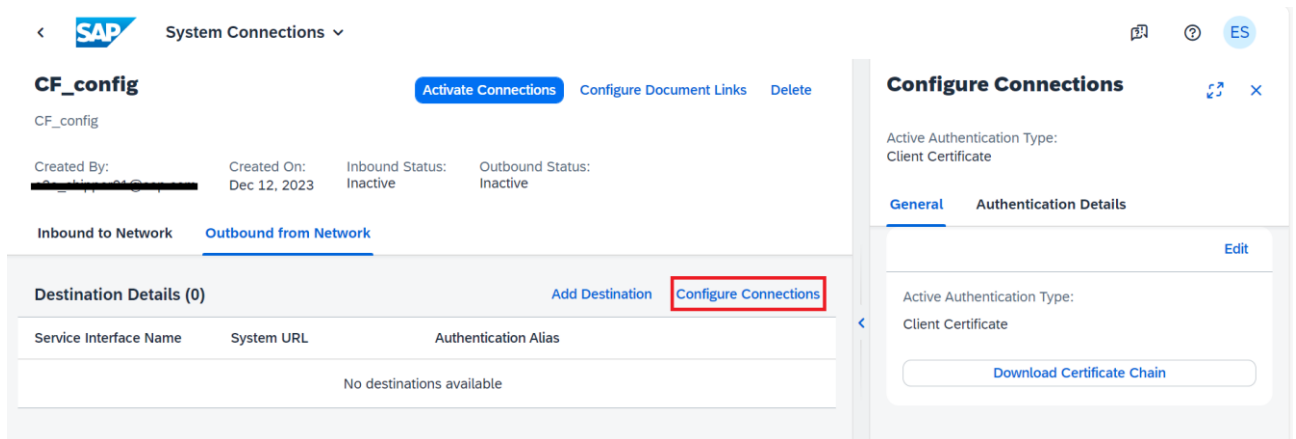 SAP System Connections ES
CF_config
Activate Connections Configure Document Links Delete
CF_config
Created By: Created On: Inbound Status: Outbound Status:
Dec 12, 2023 Inactive Inactive
Inbound to Network Outbound from Network
Destination Details (0) Add Destination Configure Connections
Service Interface Name System URL Authentication Alias
No destinations available
Configure Connections
Active Authentication Type:
Client Certificate
General Authentication Details
Edit
Active Authentication Type:
Client Certificate
Download Certificate Chain